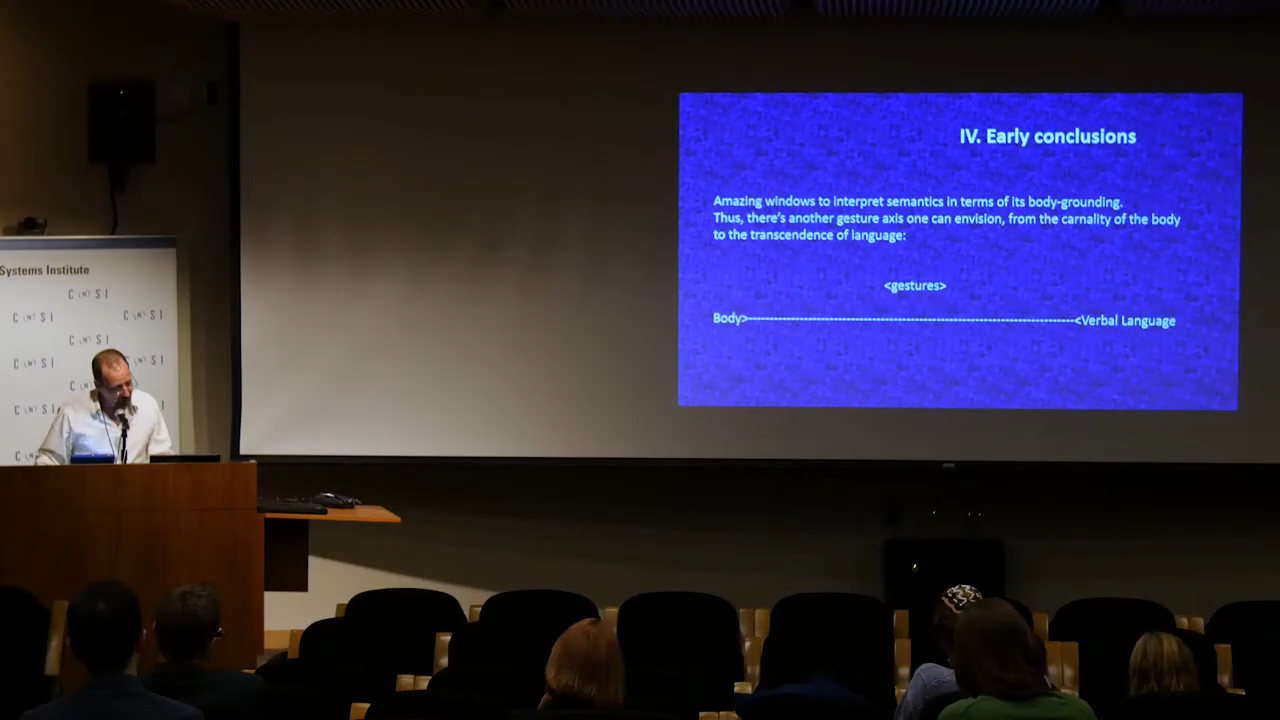 Systems Institute
C (N) S I
C (N) S I
C (N) S I
C (N) S I
C (N) S I
C (N) S I
IV. Early conclusions
Amazing windows to interpret semantics in terms of its body-grounding.
Thus, there's another gesture axis one can envision, from the carnality of the body
to the transcendence of language:
<gestures>
Body>------------------------------------------------------------------------<Verbal Language